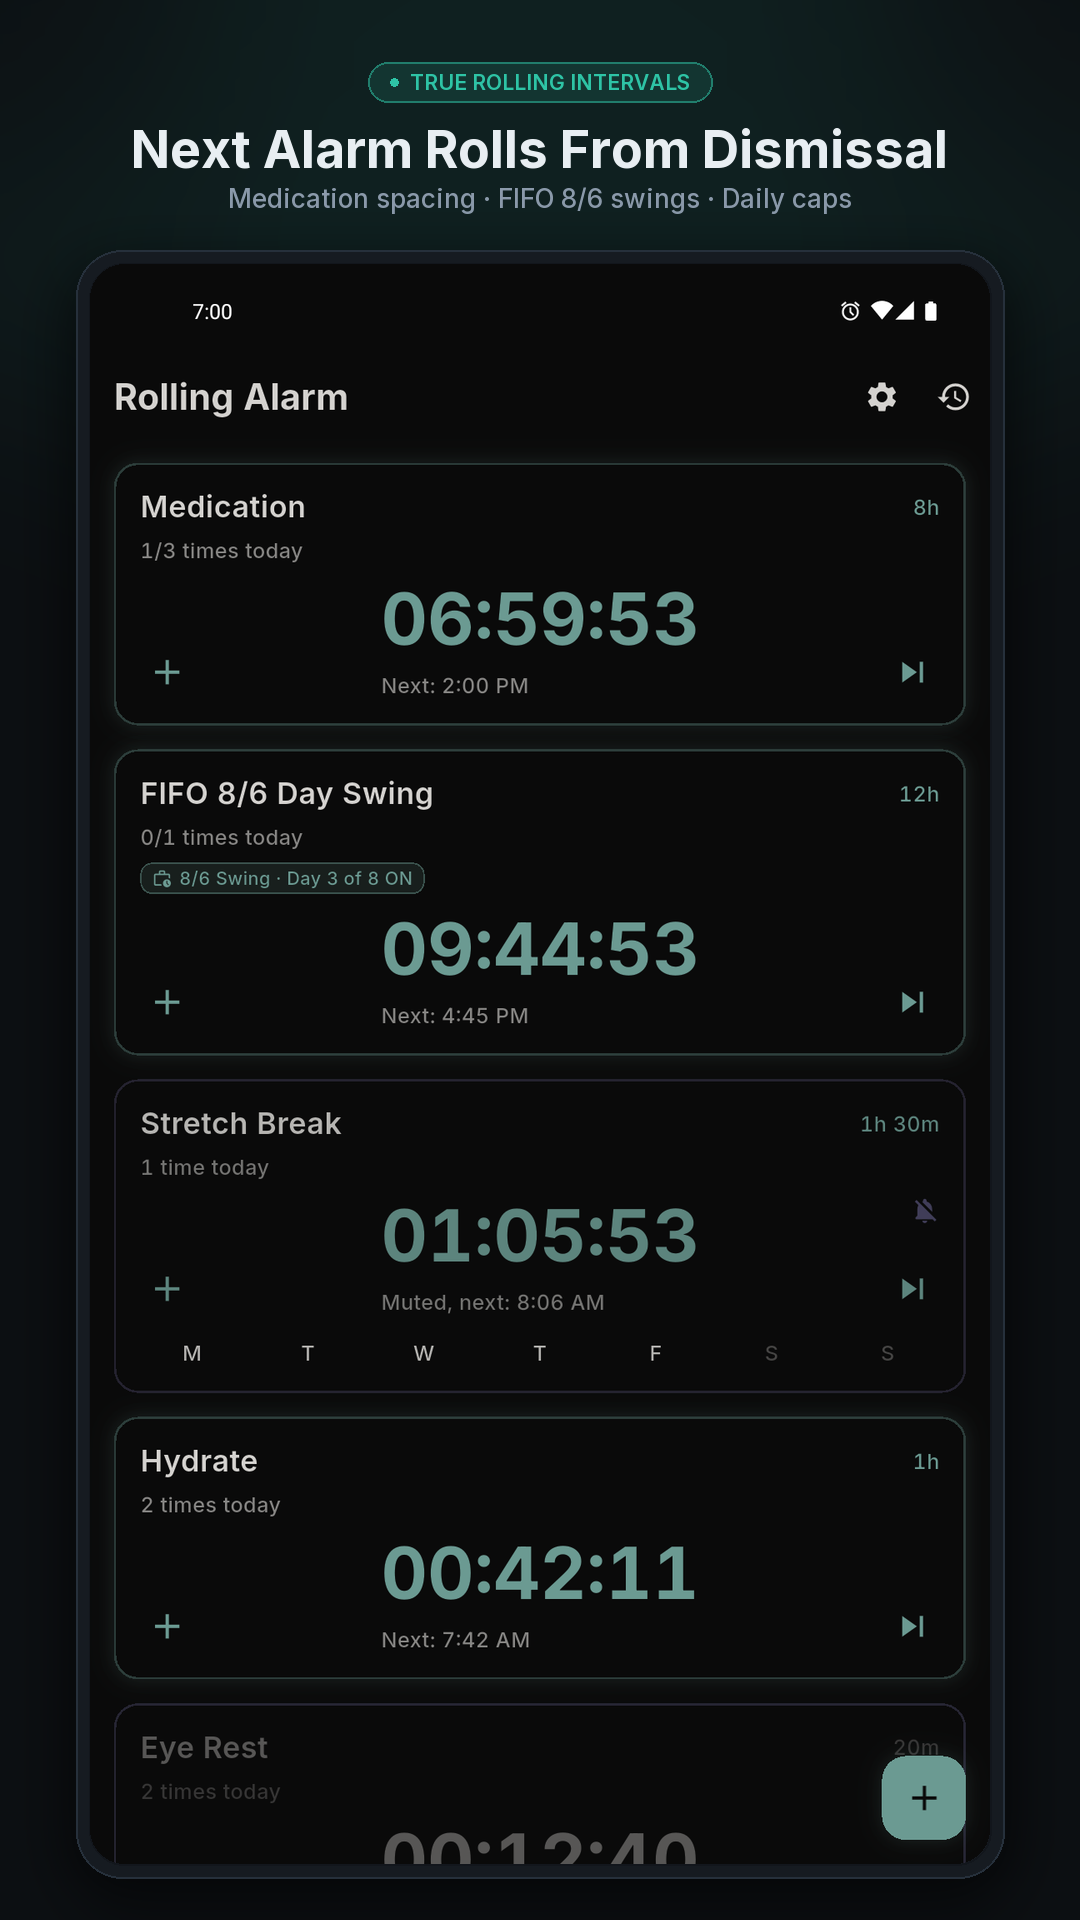 TRUE ROLLING INTERVALS
Next Alarm Rolls From Dismissal
Medication spacing · FIFO 8/6 swings · Daily caps
7:00
Rolling Alarm
Medication 8h
1/3 times today
06:59:53
Next: 2:00 PM
FIFO 8/6 Day Swing 12h
0/1 times today
8/6 Swing · Day 3 of 8 ON
09:44:53
Next: 4:45 PM
Stretch Break 1h 30m
1 time today
01:05:53
Muted, next: 8:06 AM
M T W T F S S
Hydrate 1h
2 times today
00:42:11
Next: 7:42 AM
Eye Rest 20m
2 times today
00:12:40